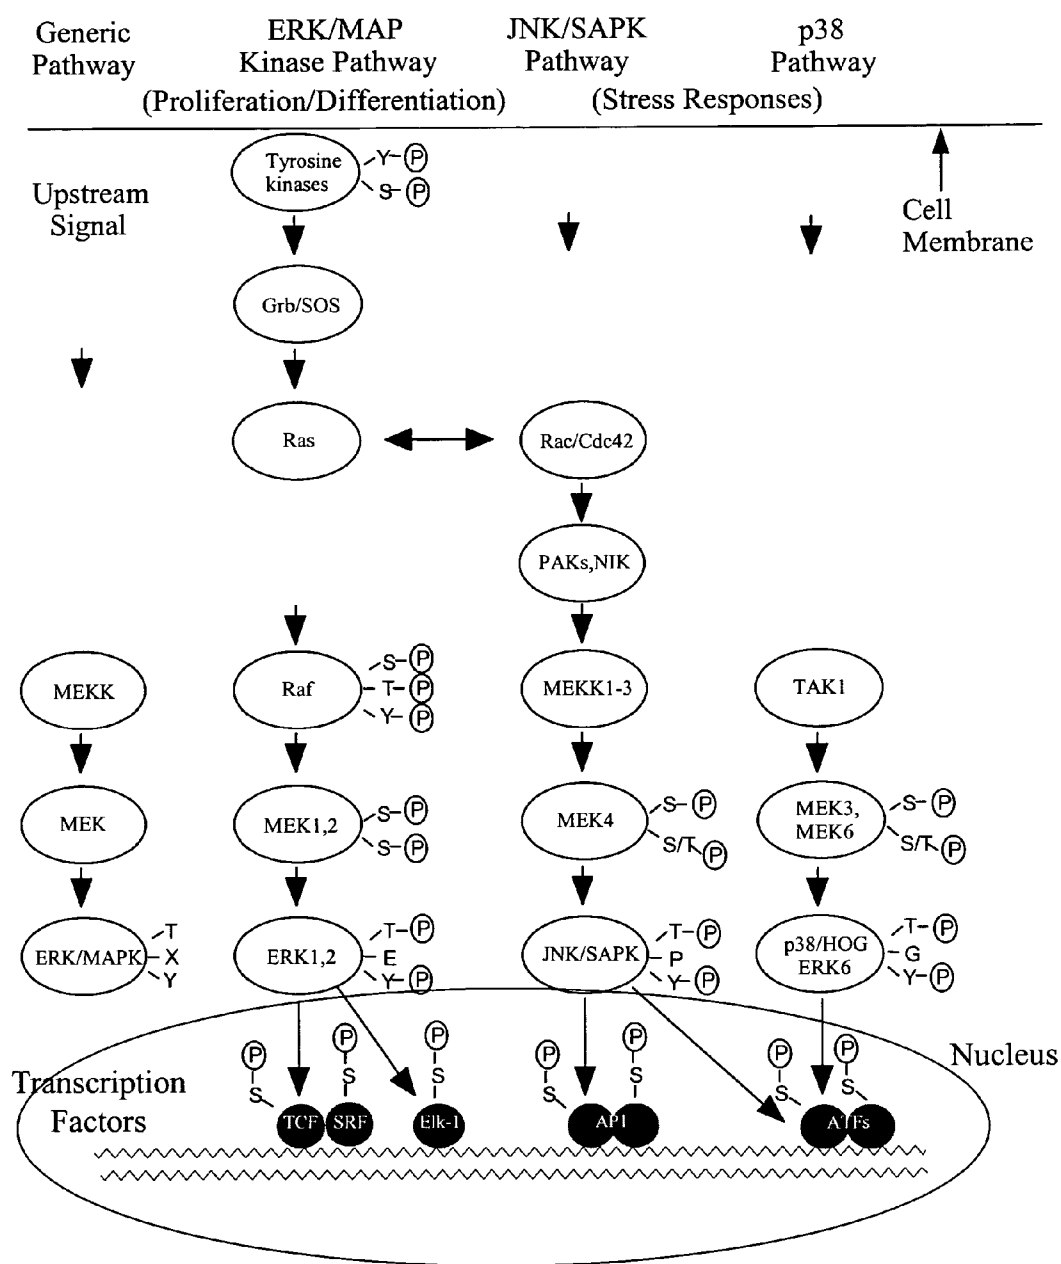 Generic
Pathway
ERK/MAP
Kinase Pathway
JNK/SAPK
Pathway
p38
Pathway
(Proliferation/Differentiation)
(Stress Responses)
Tyrosine
kinases
Y-P
S-P
Upstream
Signal
Cell
Membrane
Grb/SOS
Ras
Rac/Cdc42
PAKs,NIK
MEKK
Raf
S-P
T-P
Y-P
MEKK1-3
TAK1
MEK
MEK1,2
S-P
S-P
MEK4
S-P
S/T-P
MEK3,
MEK6
S-P
S/T-P
ERK/MAPK
T
X
Y
ERK1,2
T-P
E
Y-P
JNK/SAPK
T-P
P
Y-P
p38/HOG
ERK6
T-P
G
Y-P
Nucleus
Transcription
Factors
P
S
P
S
P
S
P
S
P
S
P
S
P
S
TCF
SRF
Elk-1
AP1
ATFs